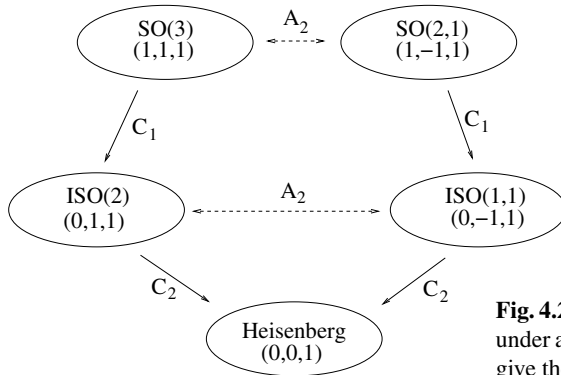 SO(3)
(1,1,1)
A2
SO(2,1)
(1,−1,1)
C1
C1
ISO(2)
(0,1,1)
A2
ISO(1,1)
(0,−1,1)
C2
C2
Heisenberg
(0,0,1)
Fig. 4.2
under a
give th